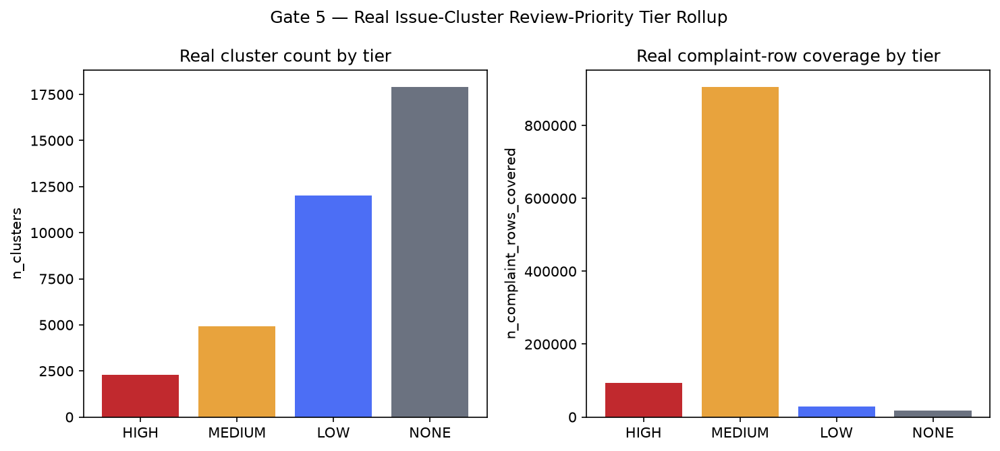 Gate 5 — Real Issue-Cluster Review-Priority Tier Rollup
Real cluster count by tier
n_clusters
17500
15000
12500
10000
7500
5000
2500
0
HIGH MEDIUM LOW NONE
Real complaint-row coverage by tier
n_complaint_rows_covered
800000
600000
400000
200000
0
HIGH MEDIUM LOW NONE